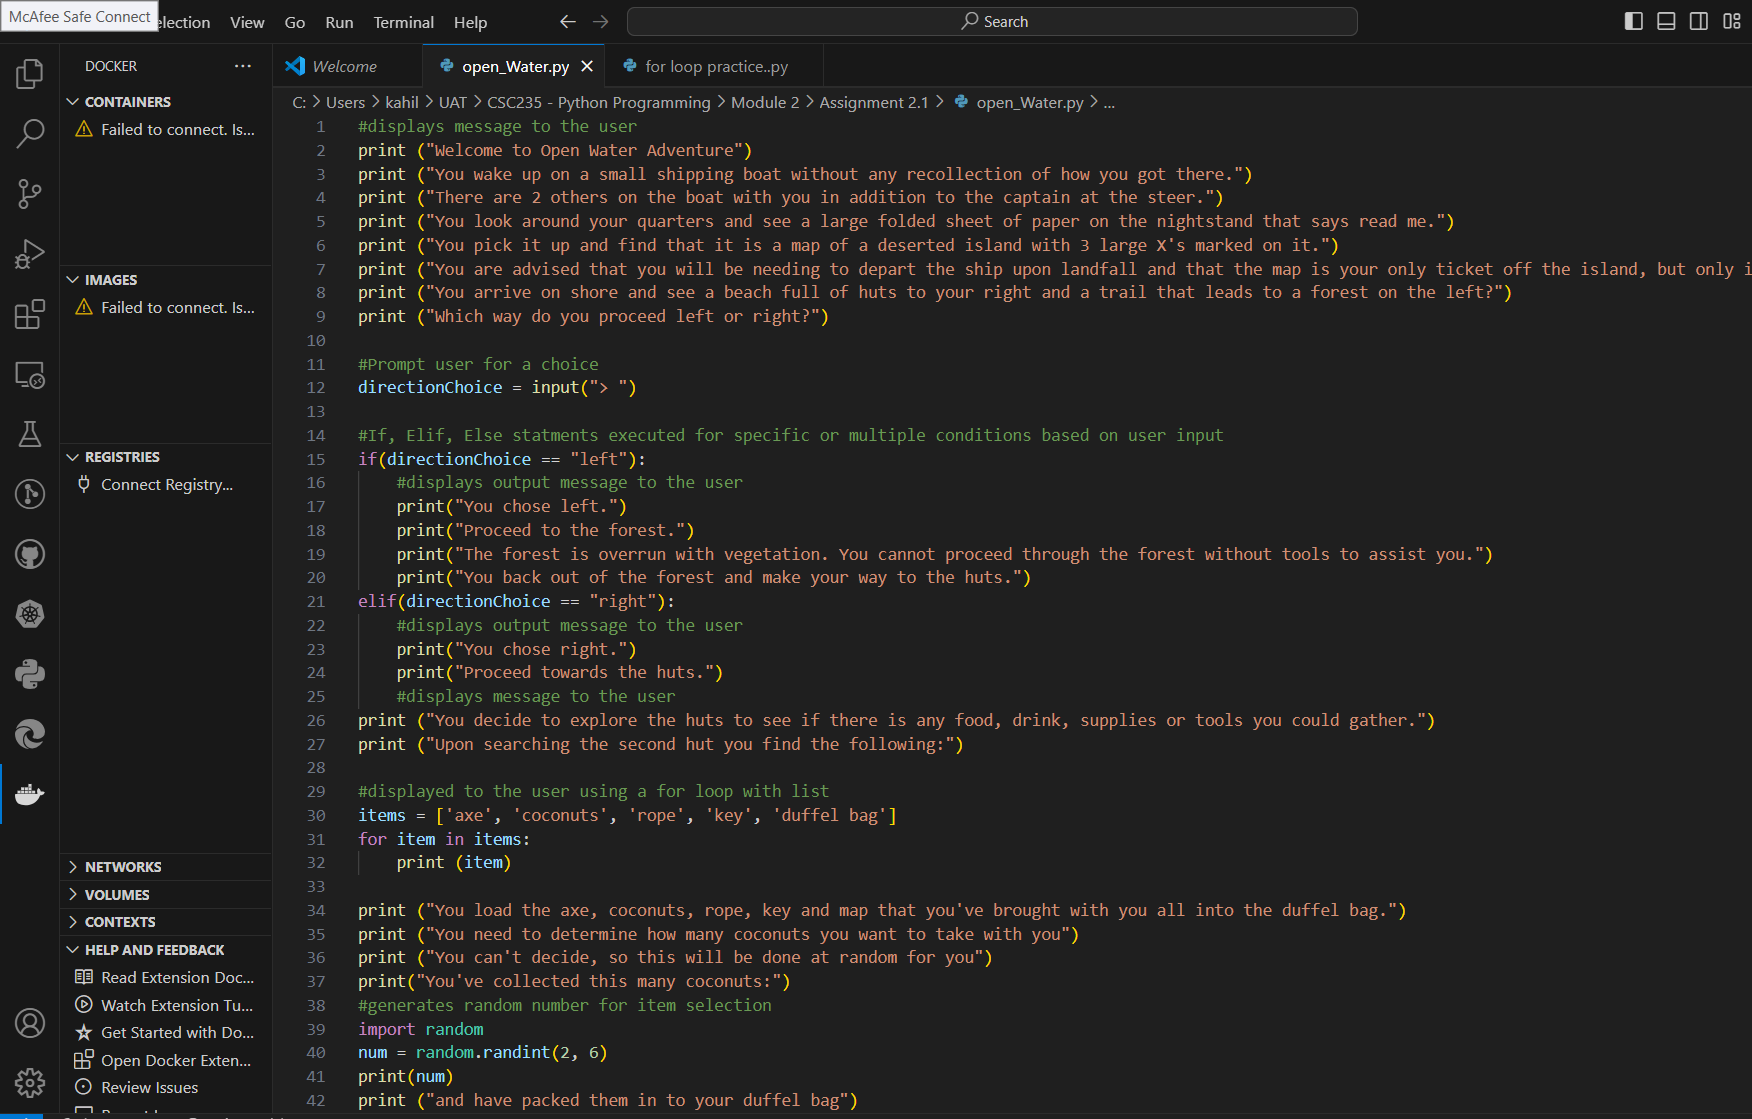 McAfee Safe Connect
election View Go Run Terminal Help Search
DOCKER
CONTAINERS
Failed to connect. Is...
IMAGES
Failed to connect. Is...
REGISTRIES
Connect Registry...
NETWORKS
VOLUMES
CONTEXTS
HELP AND FEEDBACK
Read Extension Doc...
Watch Extension Tu...
Get Started with Do...
Open Docker Exten...
Review Issues
Welcome open_Water.py for loop practice..py
C: > Users > kahil > UAT > CSC235 - Python Programming > Module 2 > Assignment 2.1 > open_Water.py > ...
1 #displays message to the user
2 print ("Welcome to Open Water Adventure")
3 print ("You wake up on a small shipping boat without any recollection of how you got there.")
4 print ("There are 2 others on the boat with you in addition to the captain at the steer.")
5 print ("You look around your quarters and see a large folded sheet of paper on the nightstand that says read me.")
6 print ("You pick it up and find that it is a map of a deserted island with 3 large X's marked on it.")
7 print ("You are advised that you will be needing to depart the ship upon landfall and that the map is your only ticket off the island, but only i
8 print ("You arrive on shore and see a beach full of huts to your right and a trail that leads to a forest on the left?")
9 print ("Which way do you proceed left or right?")
10
11 #Prompt user for a choice
12 directionChoice = input("> ")
13
14 #If, Elif, Else statments executed for specific or multiple conditions based on user input
15 if(directionChoice == "left"):
16 #displays output message to the user
17 print("You chose left.")
18 print("Proceed to the forest.")
19 print("The forest is overrun with vegetation. You cannot proceed through the forest without tools to assist you.")
20 print("You back out of the forest and make your way to the huts.")
21 elif(directionChoice == "right"):
22 #displays output message to the user
23 print("You chose right.")
24 print("Proceed towards the huts.")
25 #displays message to the user
26 print ("You decide to explore the huts to see if there is any food, drink, supplies or tools you could gather.")
27 print ("Upon searching the second hut you find the following:")
28
29 #displayed to the user using a for loop with list
30 items = ['axe', 'coconuts', 'rope', 'key', 'duffel bag']
31 for item in items:
32 print (item)
33
34 print ("You load the axe, coconuts, rope, key and map that you've brought with you all into the duffel bag.")
35 print ("You need to determine how many coconuts you want to take with you")
36 print ("You can't decide, so this will be done at random for you")
37 print("You've collected this many coconuts:")
38 #generates random number for item selection
39 import random
40 num = random.randint(2, 6)
41 print(num)
42 print ("and have packed them in to your duffel bag")